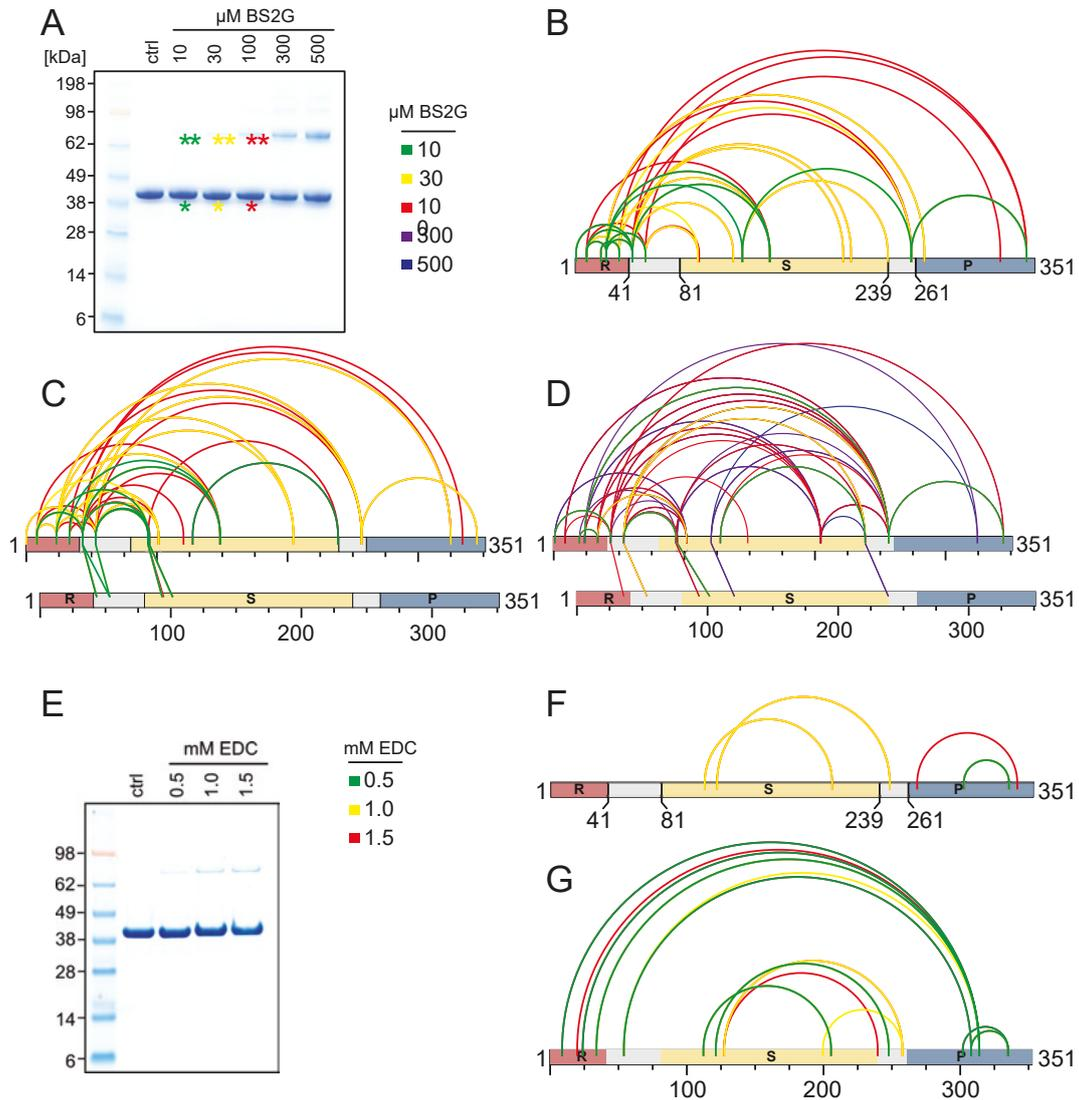 A
µM BS2G
[kDa]
ctrl
10
30
100
300
500
198
98
62
49
38
28
14
6
** ** **
* * *
µM BS2G
10
30
10
0
300
500
B
1
R
S
P
351
41
81
239
261
C
1
351
1
R
S
P
351
100
200
300
D
1
351
1
R
S
P
351
100
200
300
E
mM EDC
ctrl
0.5
1.0
1.5
98
62
49
38
28
14
6
mM EDC
0.5
1.0
1.5
F
1
R
S
P
351
41
81
239
261
G
1
R
S
P
351
100
200
300